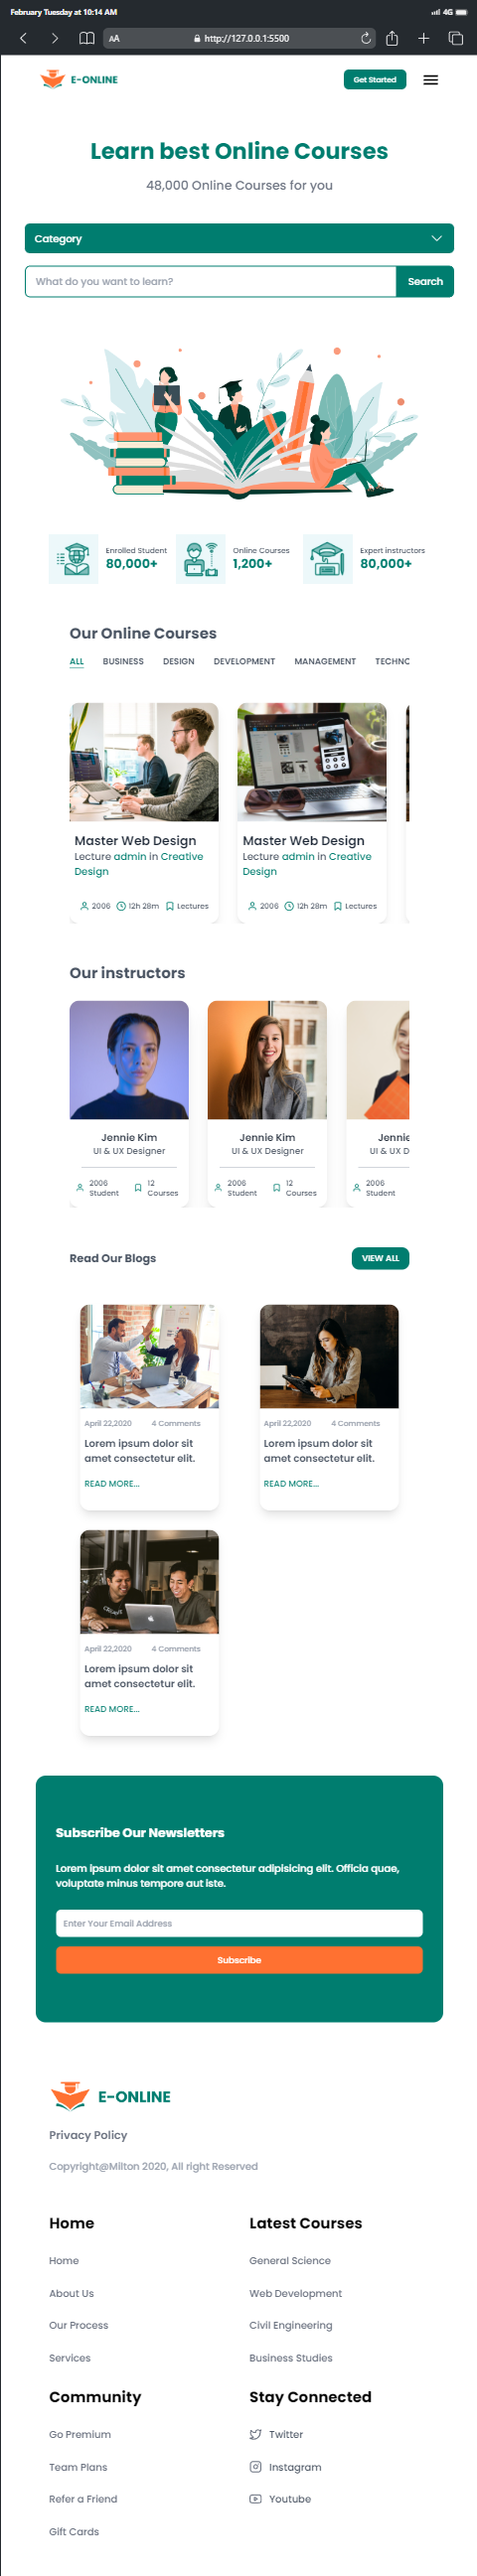 February Tuesday at 10:14 AM
4G
AA
http://127.0.0.1:5500
E-ONLINE
Get Started
Learn best Online Courses
48,000 Online Courses for you
Category
What do you want to learn?
Search
Enrolled Student
80,000+
Online Courses
1,200+
Expert instructors
80,000+
Our Online Courses
ALL BUSINESS DESIGN DEVELOPMENT MANAGEMENT TECHNO
Master Web Design
Lecture admin in Creative
Design
2006 12h 28m Lectures
Master Web Design
Lecture admin in Creative
Design
2006 12h 28m Lectures
Our instructors
Jennie Kim
UI & UX Designer
2006
Student
12
Courses
Jennie Kim
UI & UX Designer
2006
Student
12
Courses
Jennie
UI & UX D
2006
Student
Read Our Blogs
VIEW ALL
April 22,2020 4 Comments
Lorem ipsum dolor sit
amet consectetur elit.
READ MORE...
April 22,2020 4 Comments
Lorem ipsum dolor sit
amet consectetur elit.
READ MORE...
April 22,2020 4 Comments
Lorem ipsum dolor sit
amet consectetur elit.
READ MORE...
Subscribe Our Newsletters
Lorem ipsum dolor sit amet consectetur adipisicing elit. Officia quae,
voluptate minus tempore aut iste.
Enter Your Email Address
Subscribe
E-ONLINE
Privacy Policy
Copyright@Milton 2020, All right Reserved
Home
Home
About Us
Our Process
Services
Latest Courses
General Science
Web Development
Civil Engineering
Business Studies
Community
Go Premium
Team Plans
Refer a Friend
Gift Cards
Stay Connected
Twitter
Instagram
Youtube